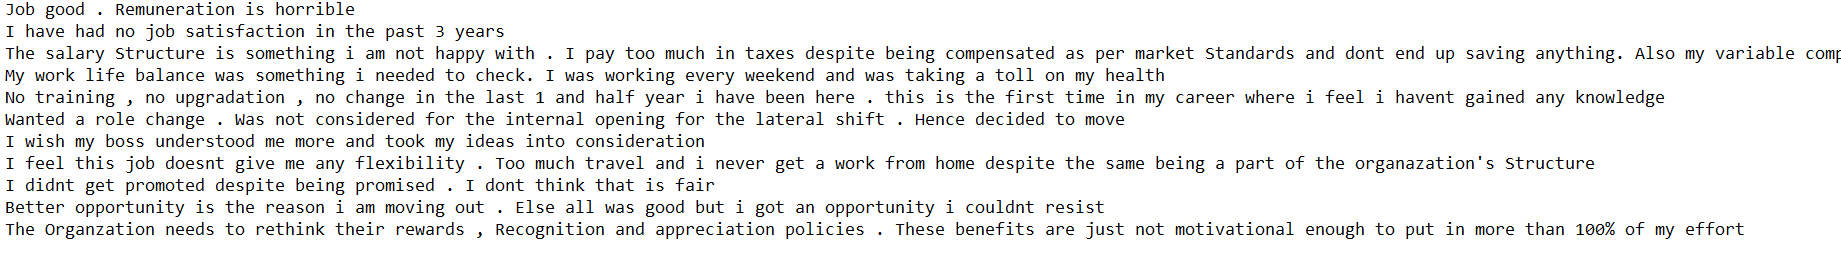 Job good . Remuneration is horrible
I have had no job satisfaction in the past 3 years
The salary Structure is something i am not happy with . I pay too much in taxes despite being compensated as per market Standards and dont end up saving anything. Also my variable
My work life balance was something i needed to check. I was working every weekend and was taking a toll on my health
No training , no upgradation , no change in the last 1 and half year i have been here . this is the first time in my career where i feel i havent gained any knowledge
Wanted a role change . Was not considered for the internal opening for the lateral shift . Hence decided to move
I wish my boss understood me more and took my ideas into consideration
I feel this job doesnt give me any flexibility . Too much travel and i never get a work from home despite the same being a part of the organazation's Structure
I didnt get promoted despite being promised . I dont think that is fair
Better opportunity is the reason i am moving out . Else all was good but i got an opportunity i couldnt resist
The Organzation needs to rethink their rewards , Recognition and appreciation policies . These benefits are just not motivational enough to put in more than 100% of my effort